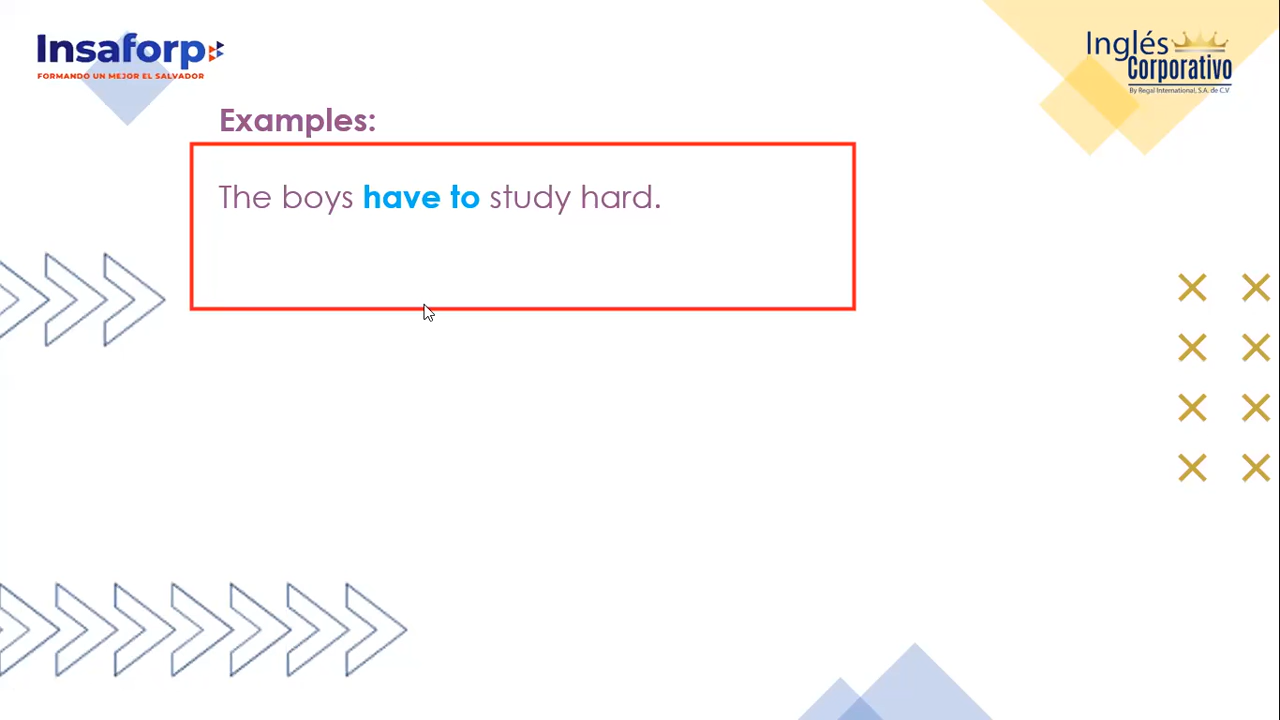 Insaforp
FORMANDO UN MEJOR EL SALVADOR
Inglés
Corporativo
By Regal International, S.A. de C.V
Examples:
The boys have to study hard.